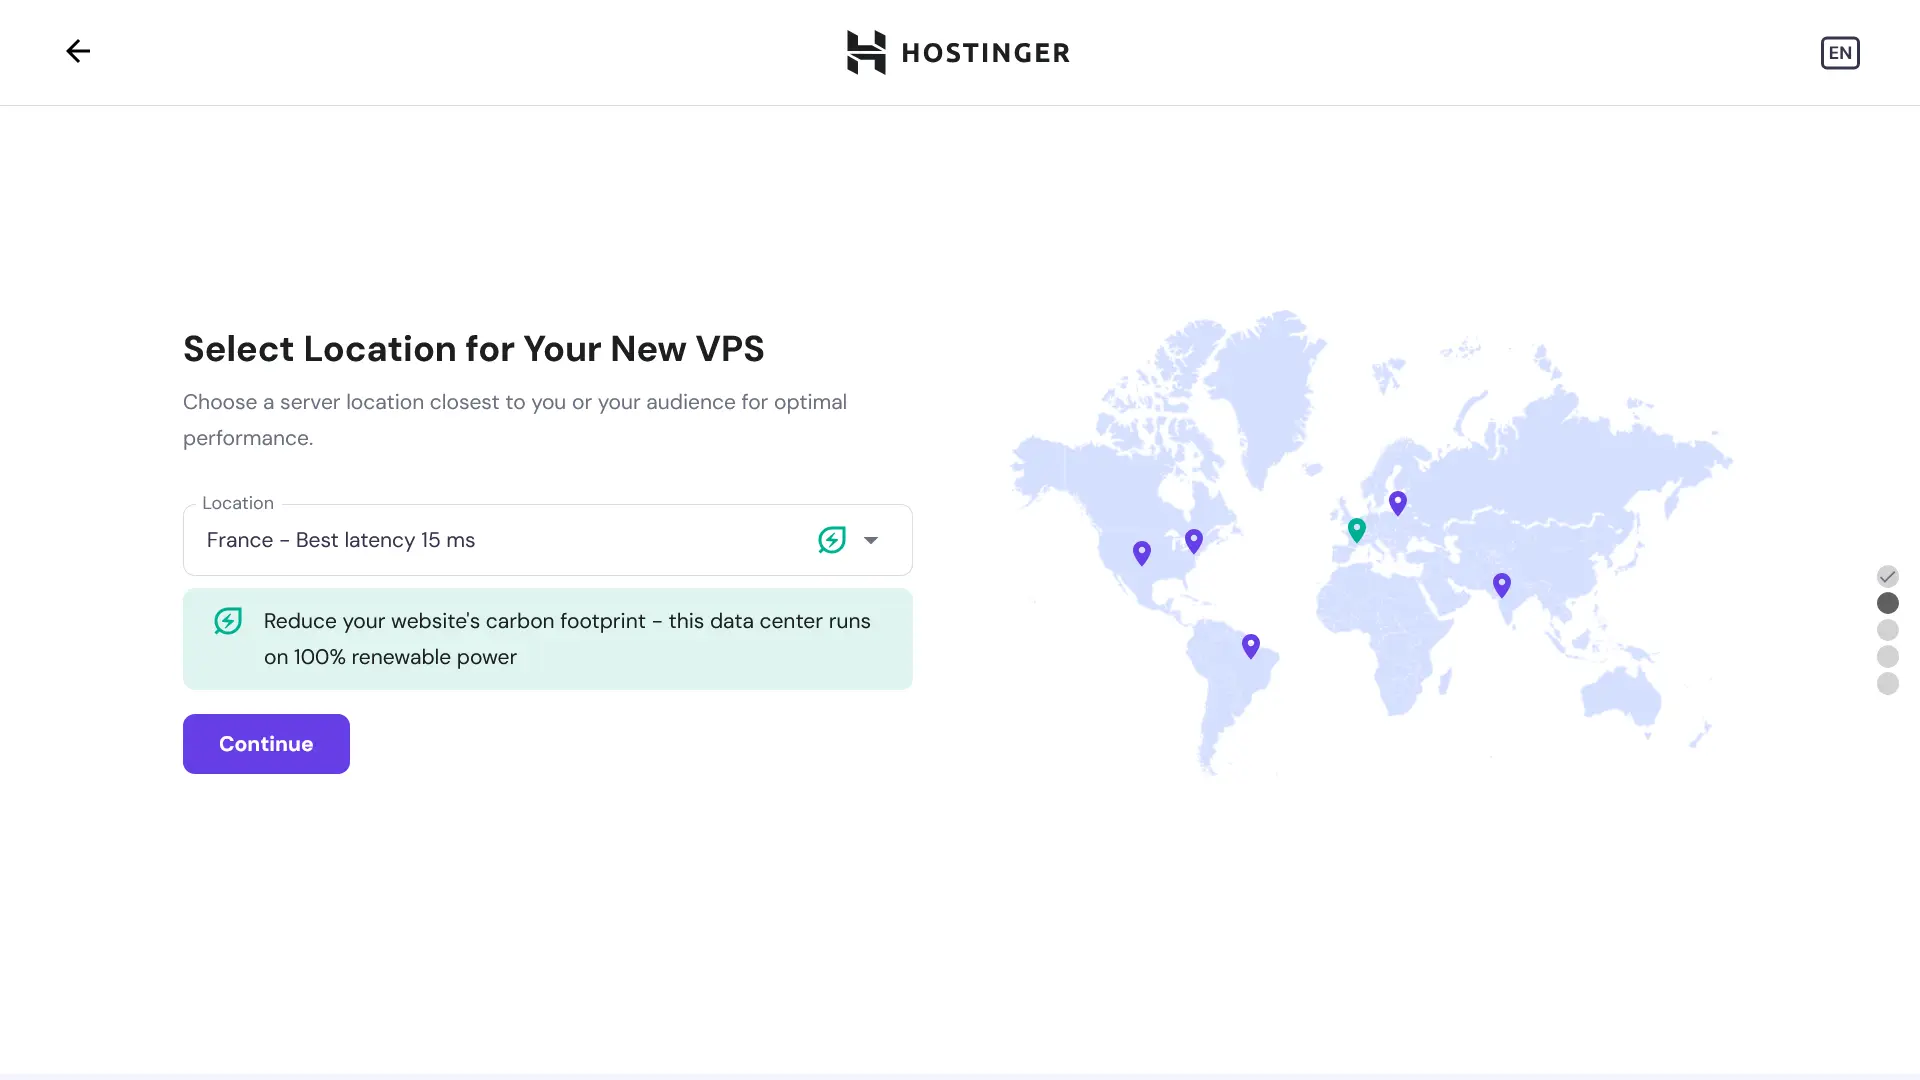 HOSTINGER
EN
Select Location for Your New VPS
Choose a server location closest to you or your audience for optimal
performance.
Location
France - Best latency 15 ms
Reduce your website's carbon footprint - this data center runs
on 100% renewable power
Continue